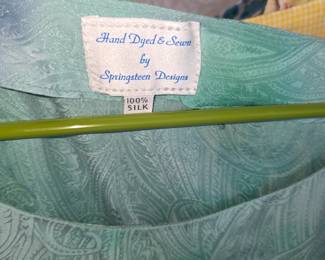 Hand Dyed & Sewn
by
Springsteen Designs
100%
SILK